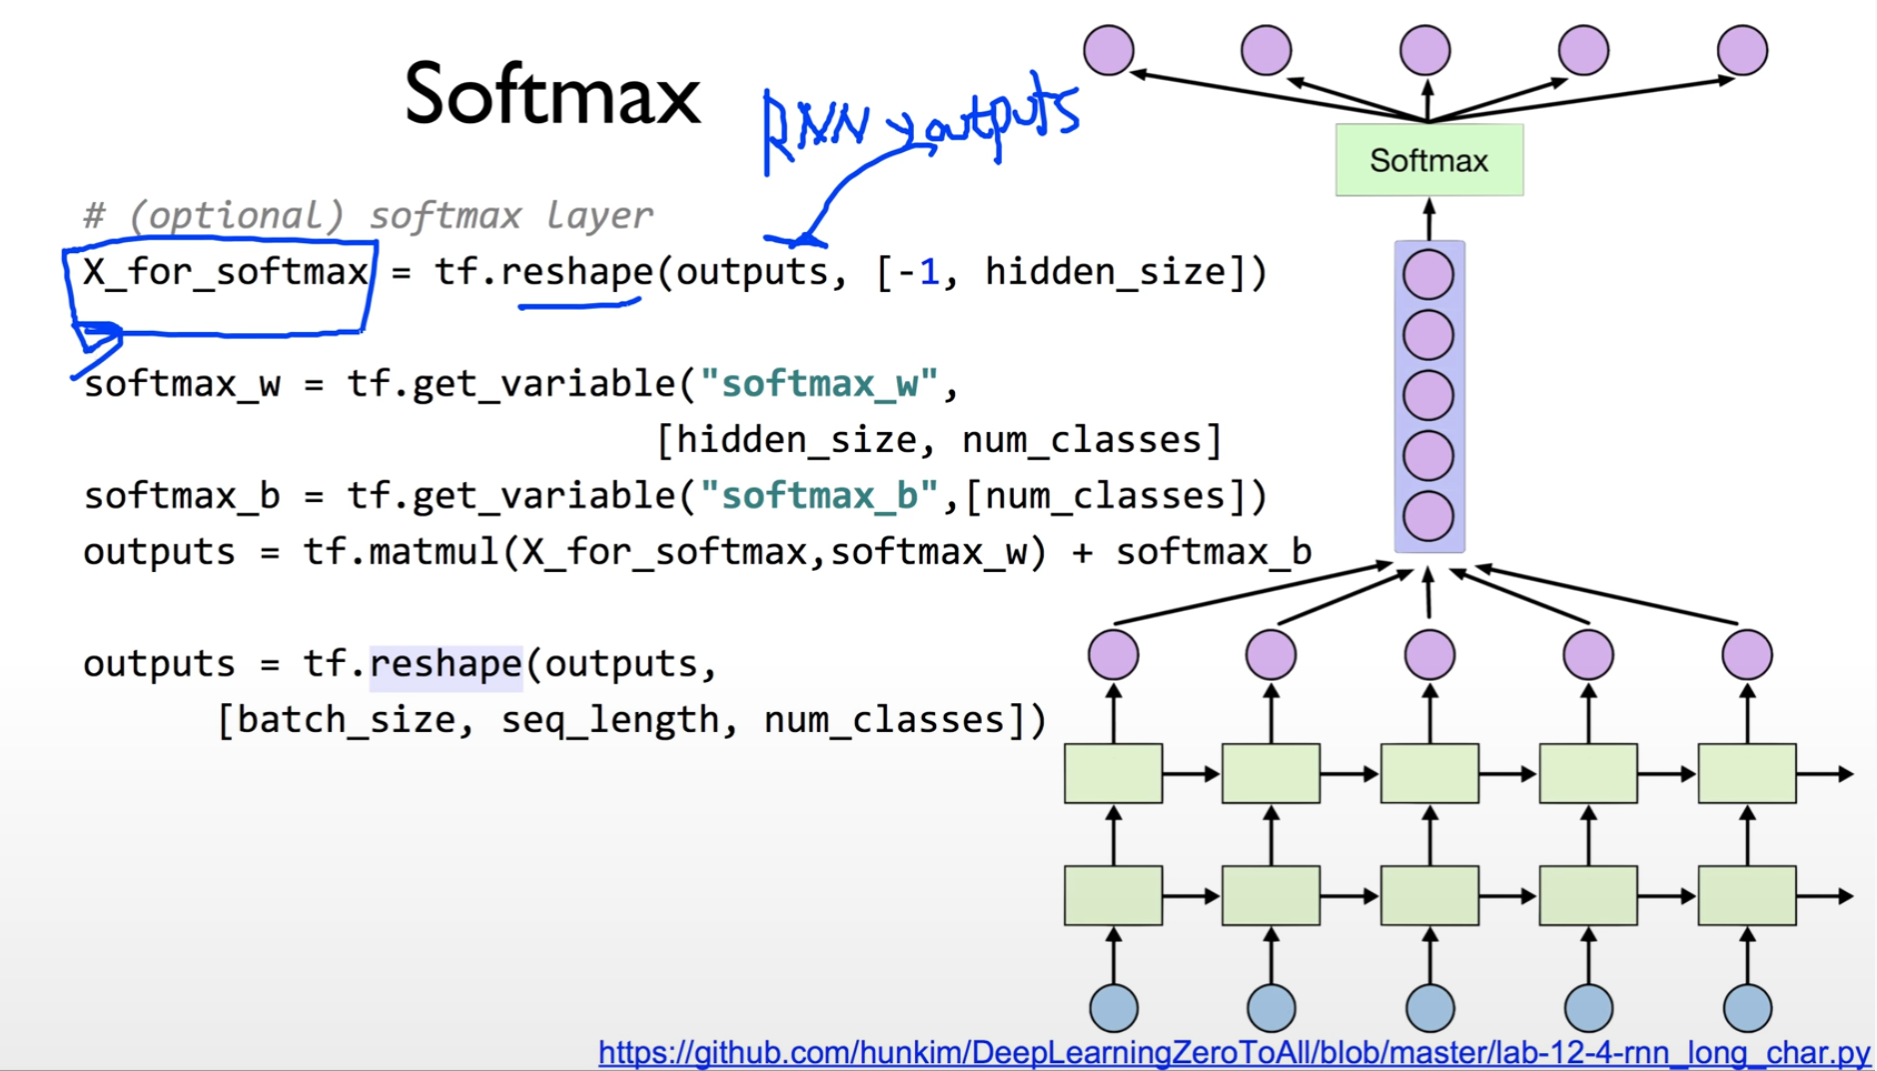 Softmax
RNN outputs
Softmax
# (optional) softmax layer
X_for_softmax = tf.reshape(outputs, [-1, hidden_size])
softmax_w = tf.get_variable("softmax_w",
[hidden_size, num_classes]
softmax_b = tf.get_variable("softmax_b",[num_classes])
outputs = tf.matmul(X_for_softmax,softmax_w) + softmax_b
outputs = tf.reshape(outputs,
[batch_size, seq_length, num_classes])
https://github.com/hunkim/DeepLearningZeroToAll/blob/master/lab-12-4-rnn_long_char.py